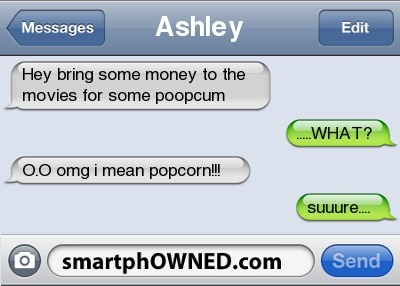 Messages
Ashley
Edit
Hey bring some money to the
movies for some poopcum
.....WHAT?
O.O omg i mean popcorn!!!
suuure....
smartphOWNED.com
Send